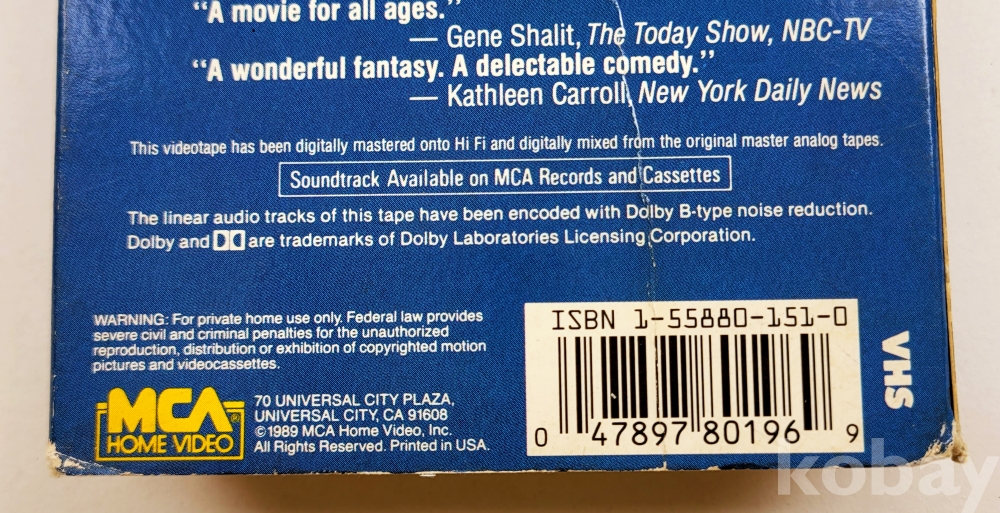 “A movie for all ages.”
— Gene Shalit, The Today Show, NBC-TV
“A wonderful fantasy. A delectable comedy.”
— Kathleen Carroll, New York Daily News
This videotape has been digitally mastered onto Hi Fi and digitally mixed from the original master analog tapes.
Soundtrack Available on MCA Records and Cassettes
The linear audio tracks of this tape have been encoded with Dolby B-type noise reduction.
Dolby and are trademarks of Dolby Laboratories Licensing Corporation.
WARNING: For private home use only. Federal law provides
severe civil and criminal penalties for the unauthorized
reproduction, distribution or exhibition of copyrighted motion
pictures and videocassettes.
MCA®
HOME VIDEO
70 UNIVERSAL CITY PLAZA,
UNIVERSAL CITY, CA 91608
©1989 MCA Home Video, Inc.
All Rights Reserved. Printed in USA.
ISBN 1-55880-151-0
0 47897 80196 9
VHS
kobay